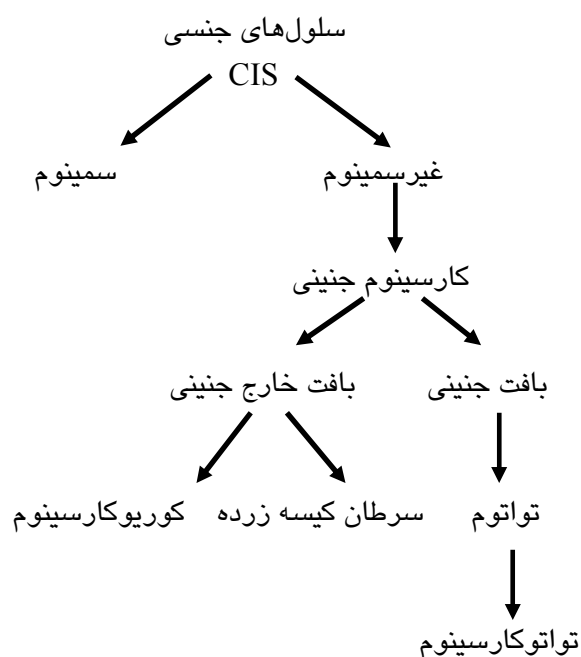 سلول‌های جنسی
CIS
غیرسمینوم
سمینوم
کارسینوم جنینی
بافت جنینی
بافت خارج جنینی
تواتوم
سرطان کیسه زرده
کوریوکارسینوم
تواتوکارسینوم